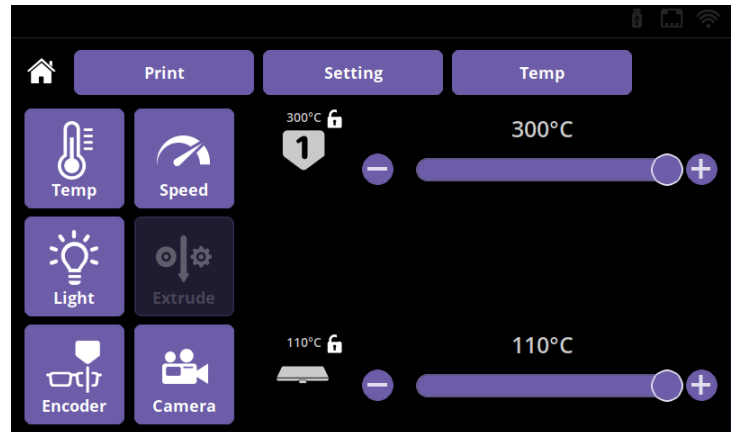 Print
Setting
Temp
Temp
Speed
300°C
1
300°C
Light
Extrude
Encoder
Camera
110°C
110°C